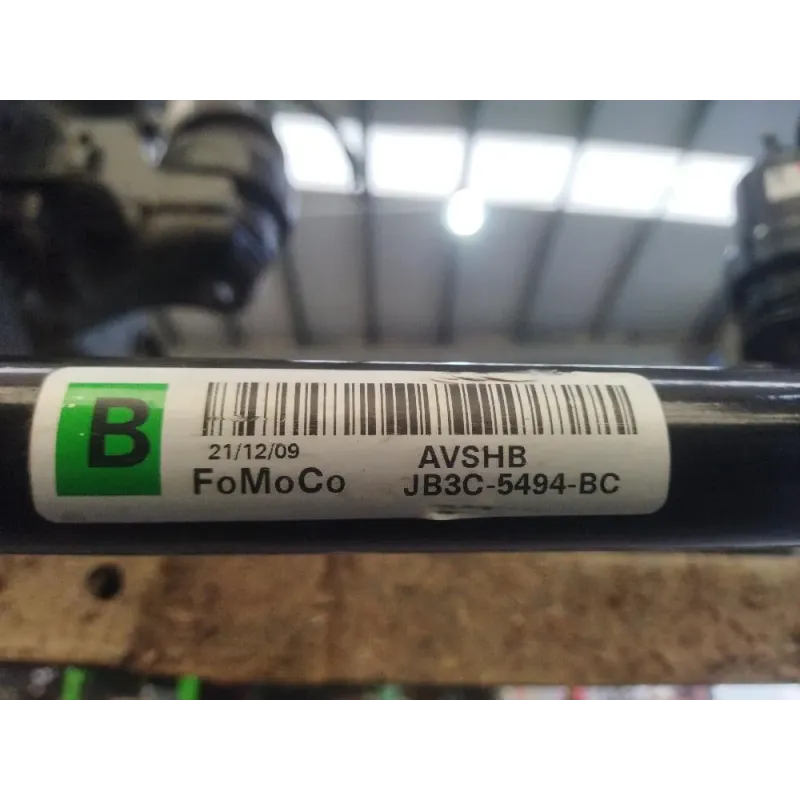 B
21/12/09
AVSHB
FoMoCo
JB3C-5494-BC